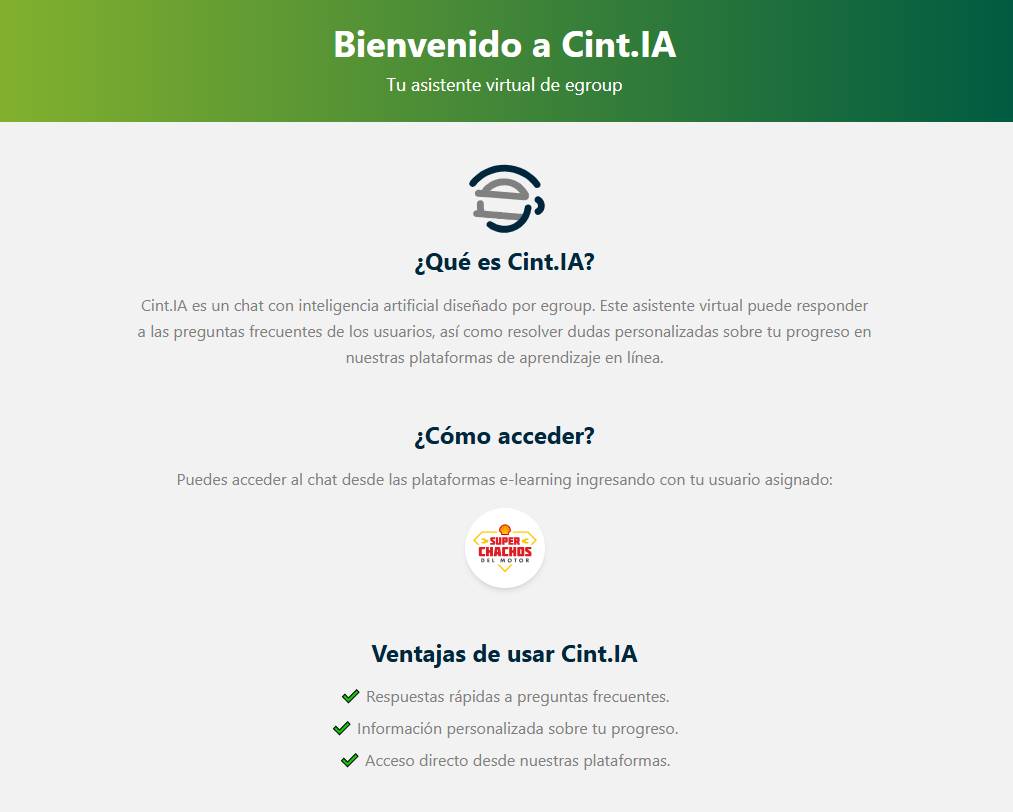 Bienvenido a Cint.IA
Tu asistente virtual de egroup
¿Qué es Cint.IA?
Cint.IA es un chat con inteligencia artificial diseñado por egroup. Este asistente virtual puede responder
a las preguntas frecuentes de los usuarios, así como resolver dudas personalizadas sobre tu progreso en
nuestras plataformas de aprendizaje en línea.
¿Cómo acceder?
Puedes acceder al chat desde las plataformas e-learning ingresando con tu usuario asignado:
SUPER
CHACHOS
DEL MOTOR
Ventajas de usar Cint.IA
Respuestas rápidas a preguntas frecuentes.
Información personalizada sobre tu progreso.
Acceso directo desde nuestras plataformas.